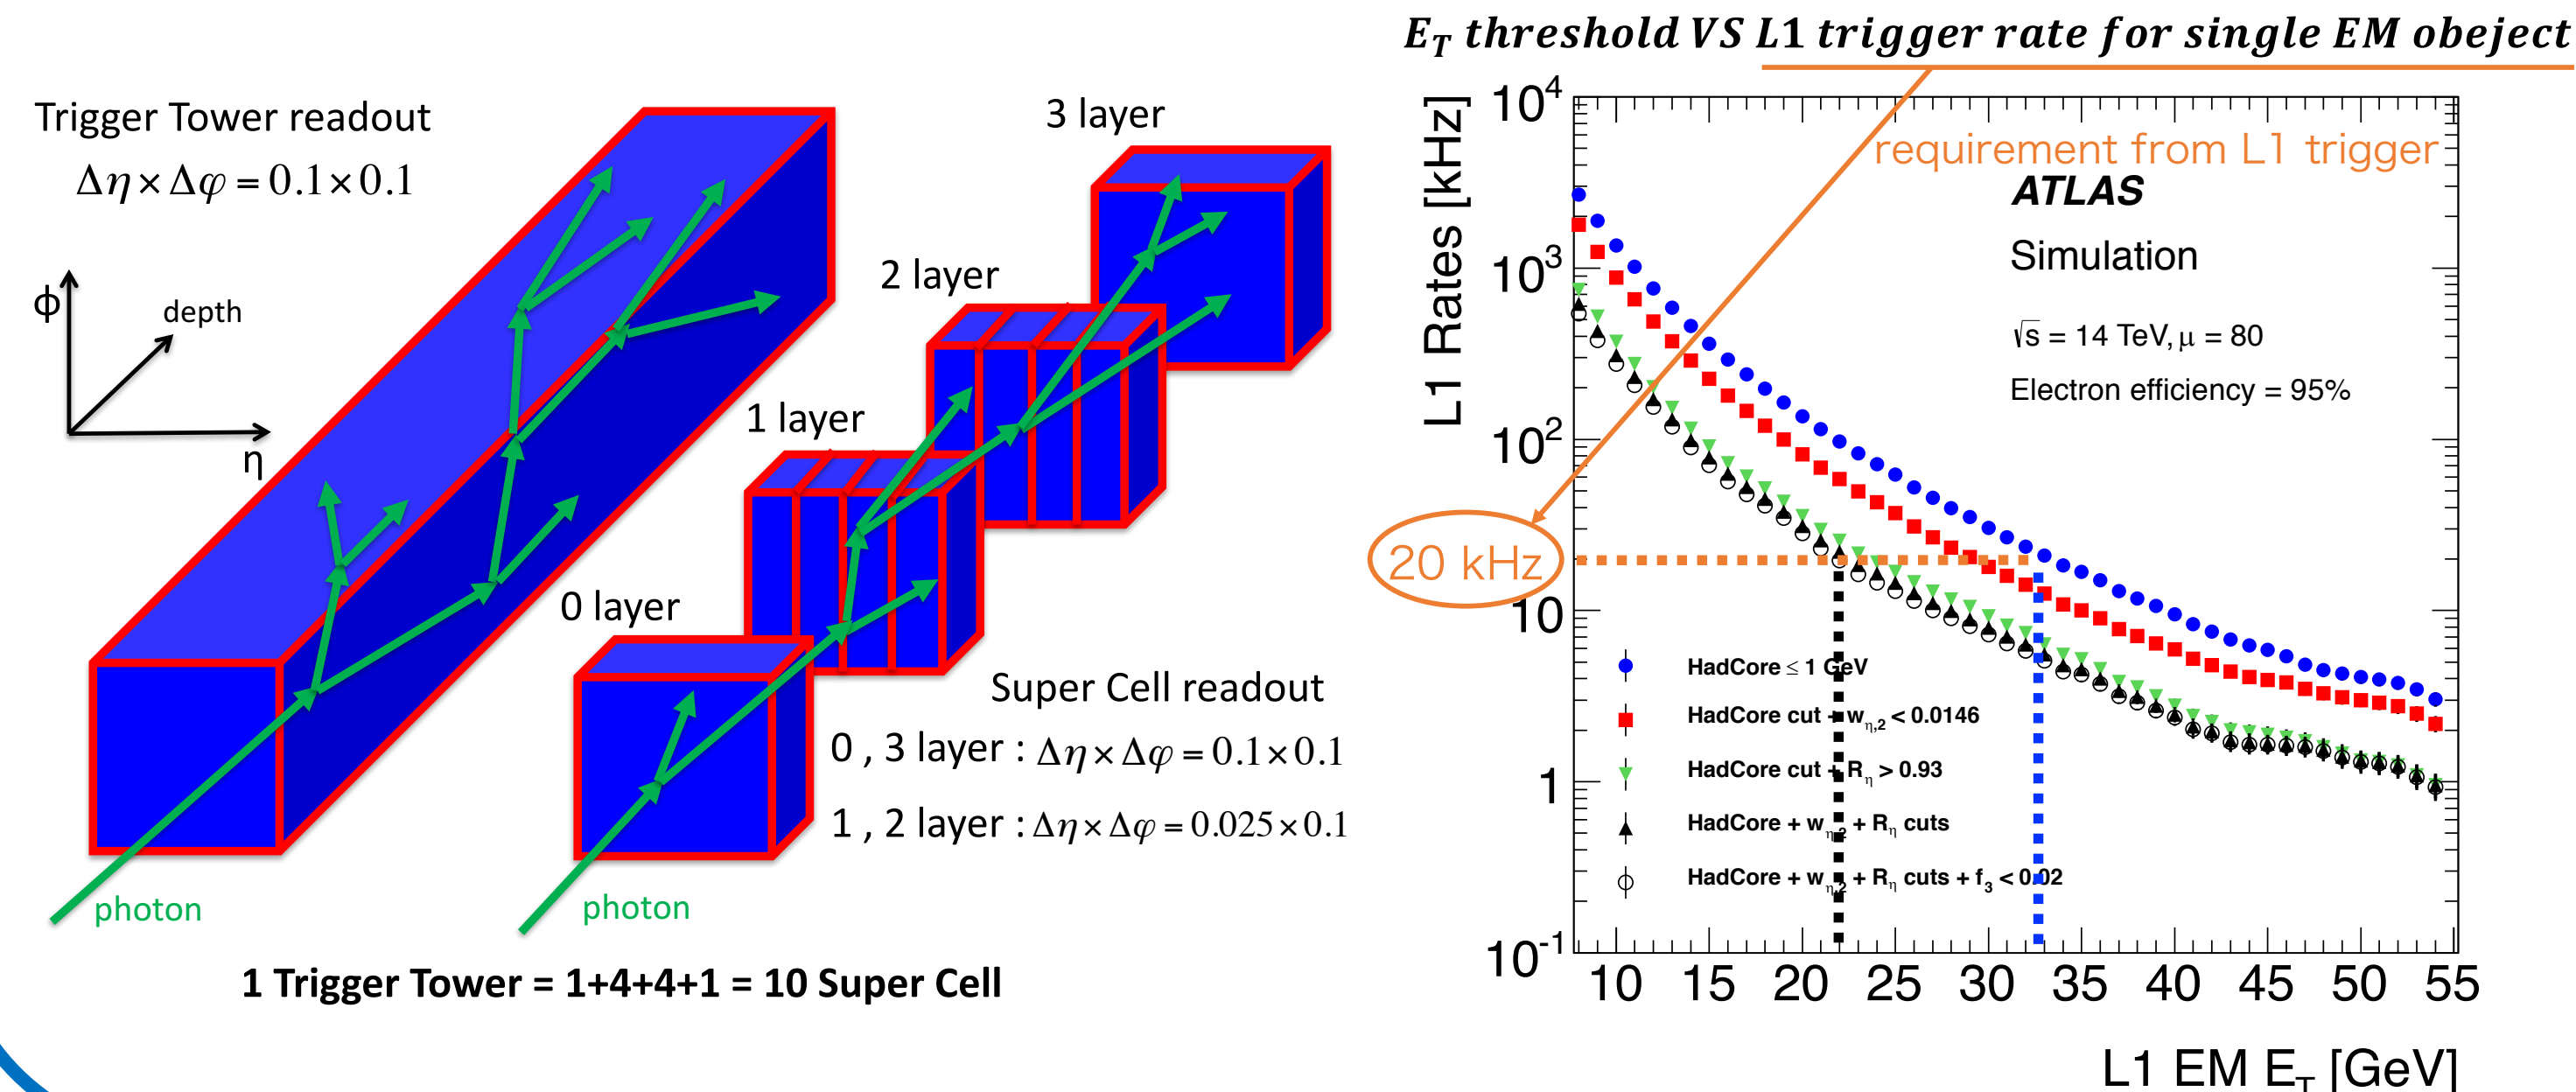 E_T threshold VS L1 trigger rate for single EM obeject
Trigger Tower readout
Δη×Δφ = 0.1×0.1
ϕ
depth
η
photon
0 layer
1 layer
2 layer
3 layer
photon
Super Cell readout
0 , 3 layer : Δη×Δφ = 0.1×0.1
1 , 2 layer : Δη×Δφ = 0.025×0.1
1 Trigger Tower = 1+4+4+1 = 10 Super Cell
L1 Rates [kHz]
10⁴
10³
10²
10
1
10⁻¹
20 kHz
requirement from L1 trigger
ATLAS
Simulation
√s = 14 TeV, μ = 80
Electron efficiency = 95%
HadCore ≤ 1 GeV
HadCore cut + w_η,2 < 0.0146
HadCore cut + R_η > 0.93
HadCore + w_η,2 + R_η cuts
HadCore + w_η,2 + R_η cuts + f_3 < 0.02
10 15 20 25 30 35 40 45 50 55
L1 EM E_T [GeV]